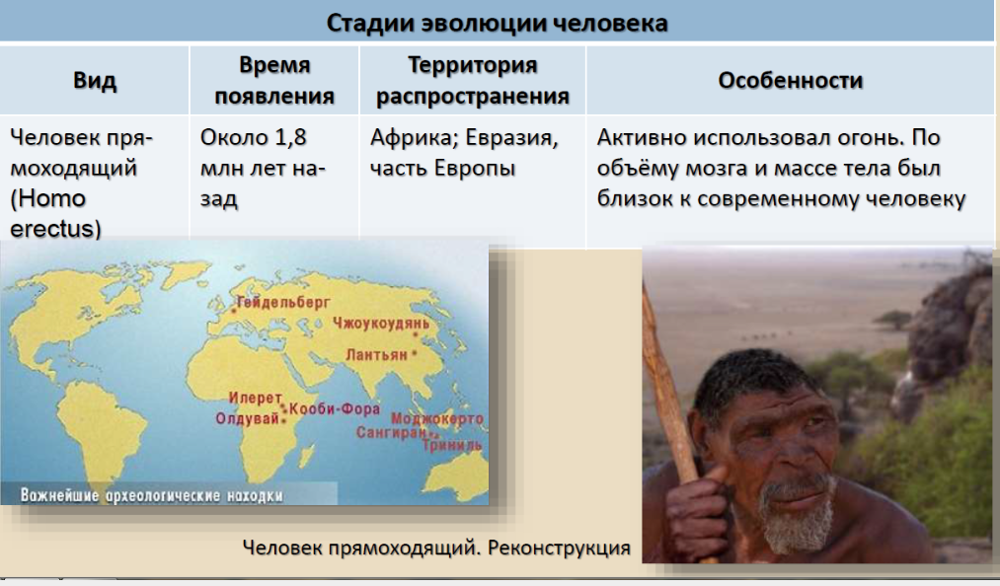 Стадии эволюции человека
Вид
Время
появления
Территория
распространения
Особенности
Человек пря-
моходящий
(Homo
erectus)
Около 1,8
млн лет на-
зад
Африка; Евразия,
часть Европы
Активно использовал огонь. По
объёму мозга и массе тела был
близок к современному человеку
Гейдельберг
Чжоукоудянь
Лантьян
Илерет
Кооби-Фора
Олдувай
Моджокерто
Сангиран
Триниль
Важнейшие археологические находки
Человек прямоходящий. Реконструкция